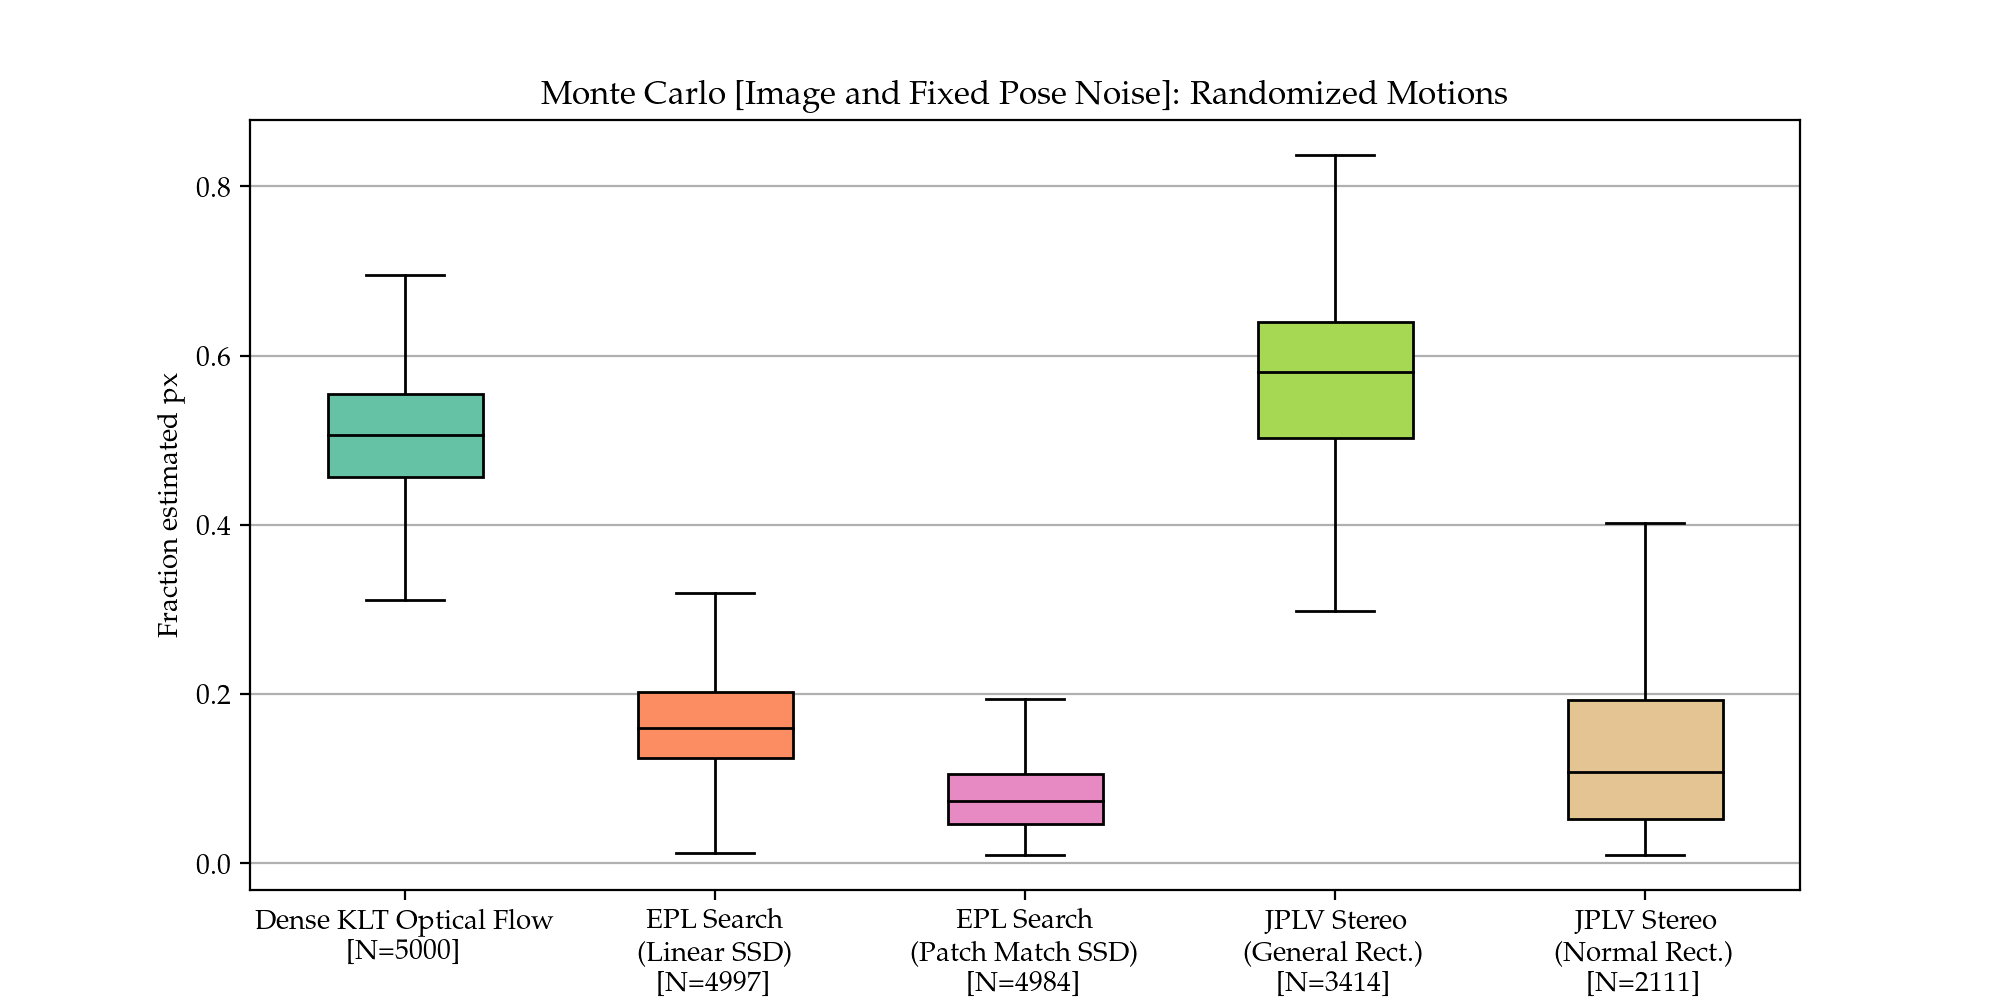 Monte Carlo [Image and Fixed Pose Noise]: Randomized Motions
Fraction estimated px
0.8
0.6
0.4
0.2
0.0
Dense KLT Optical Flow
[N=5000]
EPL Search
(Linear SSD)
[N=4997]
EPL Search
(Patch Match SSD)
[N=4984]
JPLV Stereo
(General Rect.)
[N=3414]
JPLV Stereo
(Normal Rect.)
[N=2111]